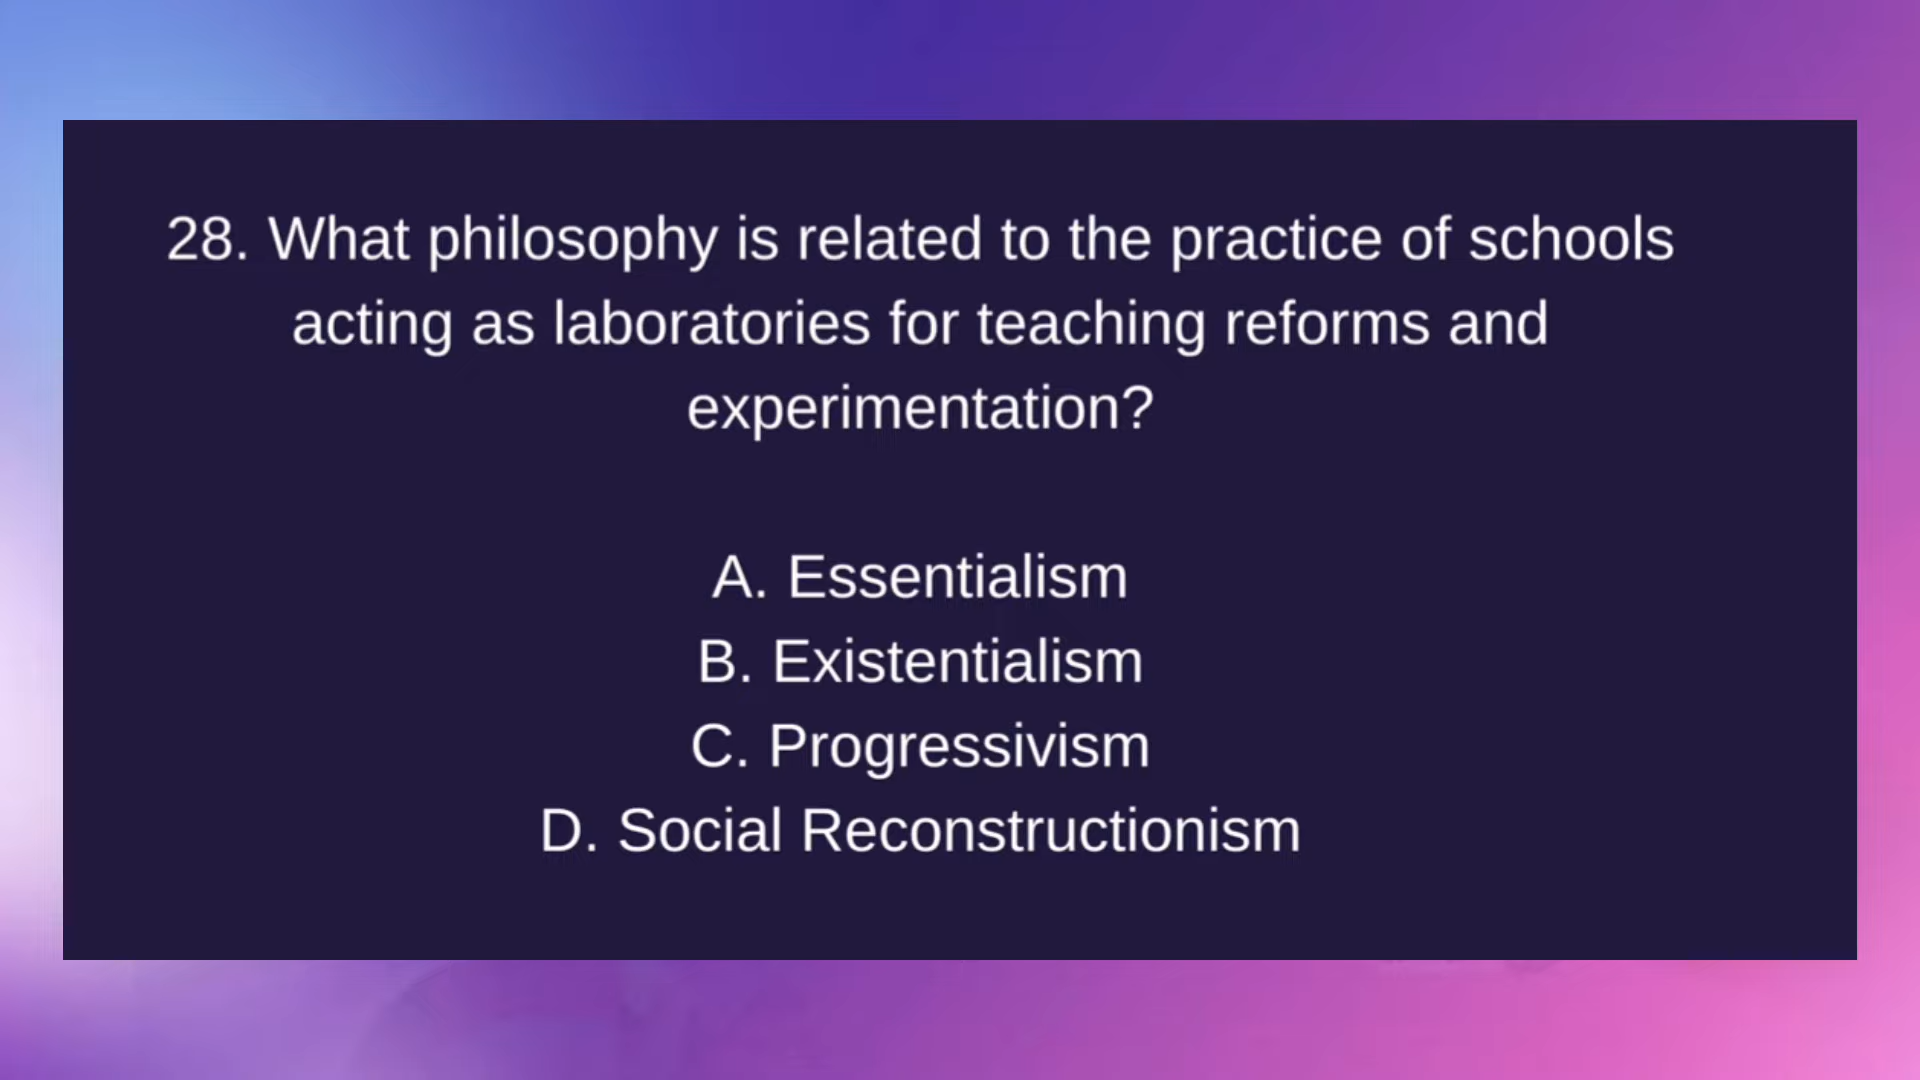 28. What philosophy is related to the practice of schools
acting as laboratories for teaching reforms and
experimentation?
A. Essentialism
B. Existentialism
C. Progressivism
D. Social Reconstructionism